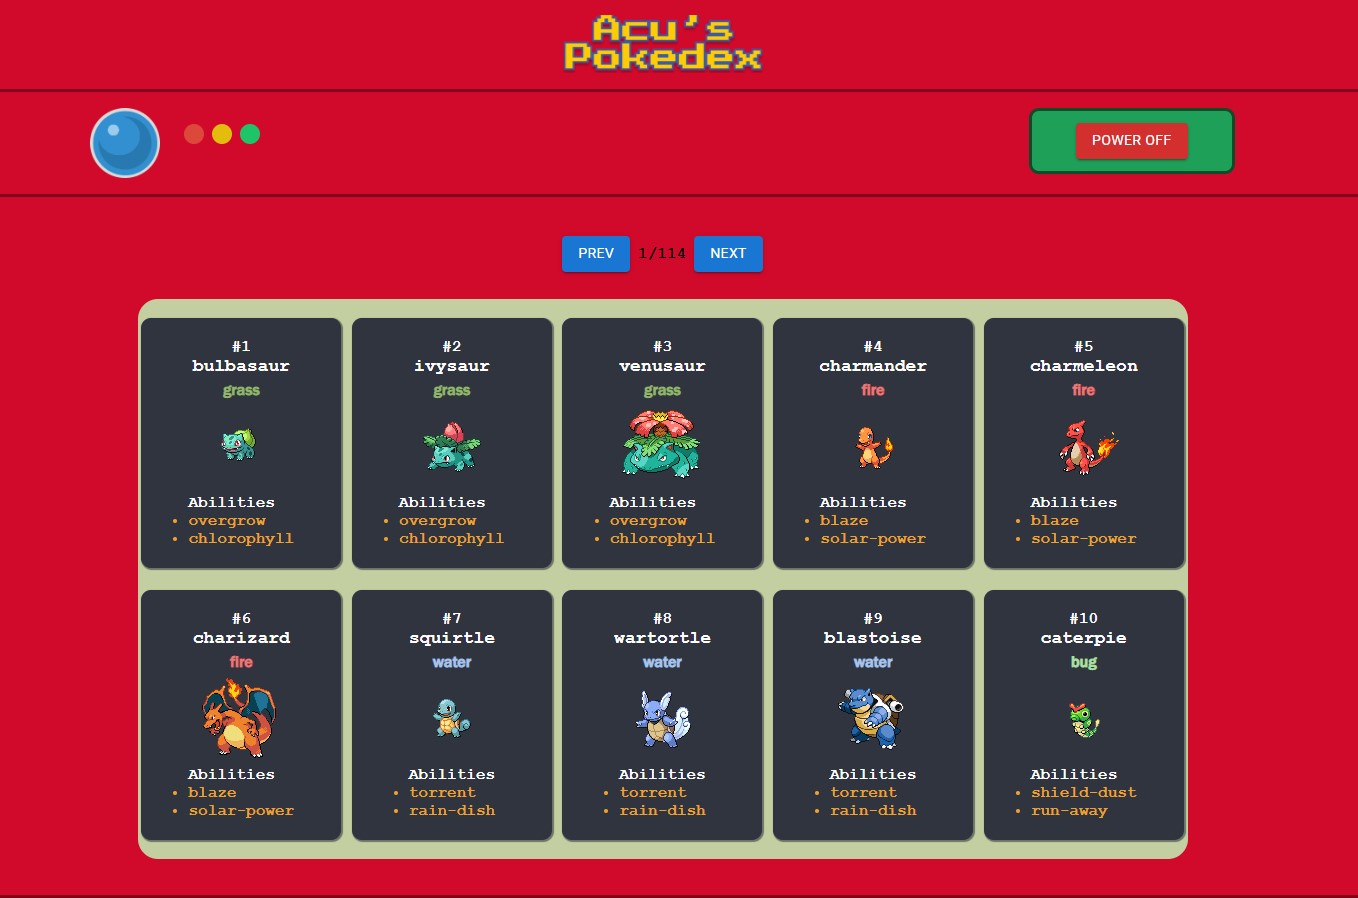 Acu's
Pokedex
POWER OFF
PREV 1/114 NEXT
#1
bulbasaur
grass
Abilities
overgrow
chlorophyll
#2
ivysaur
grass
Abilities
overgrow
chlorophyll
#3
venusaur
grass
Abilities
overgrow
chlorophyll
#4
charmander
fire
Abilities
blaze
solar-power
#5
charmeleon
fire
Abilities
blaze
solar-power
#6
charizard
fire
Abilities
blaze
solar-power
#7
squirtle
water
Abilities
torrent
rain-dish
#8
wartortle
water
Abilities
torrent
rain-dish
#9
blastoise
water
Abilities
torrent
rain-dish
#10
caterpie
bug
Abilities
shield-dust
run-away